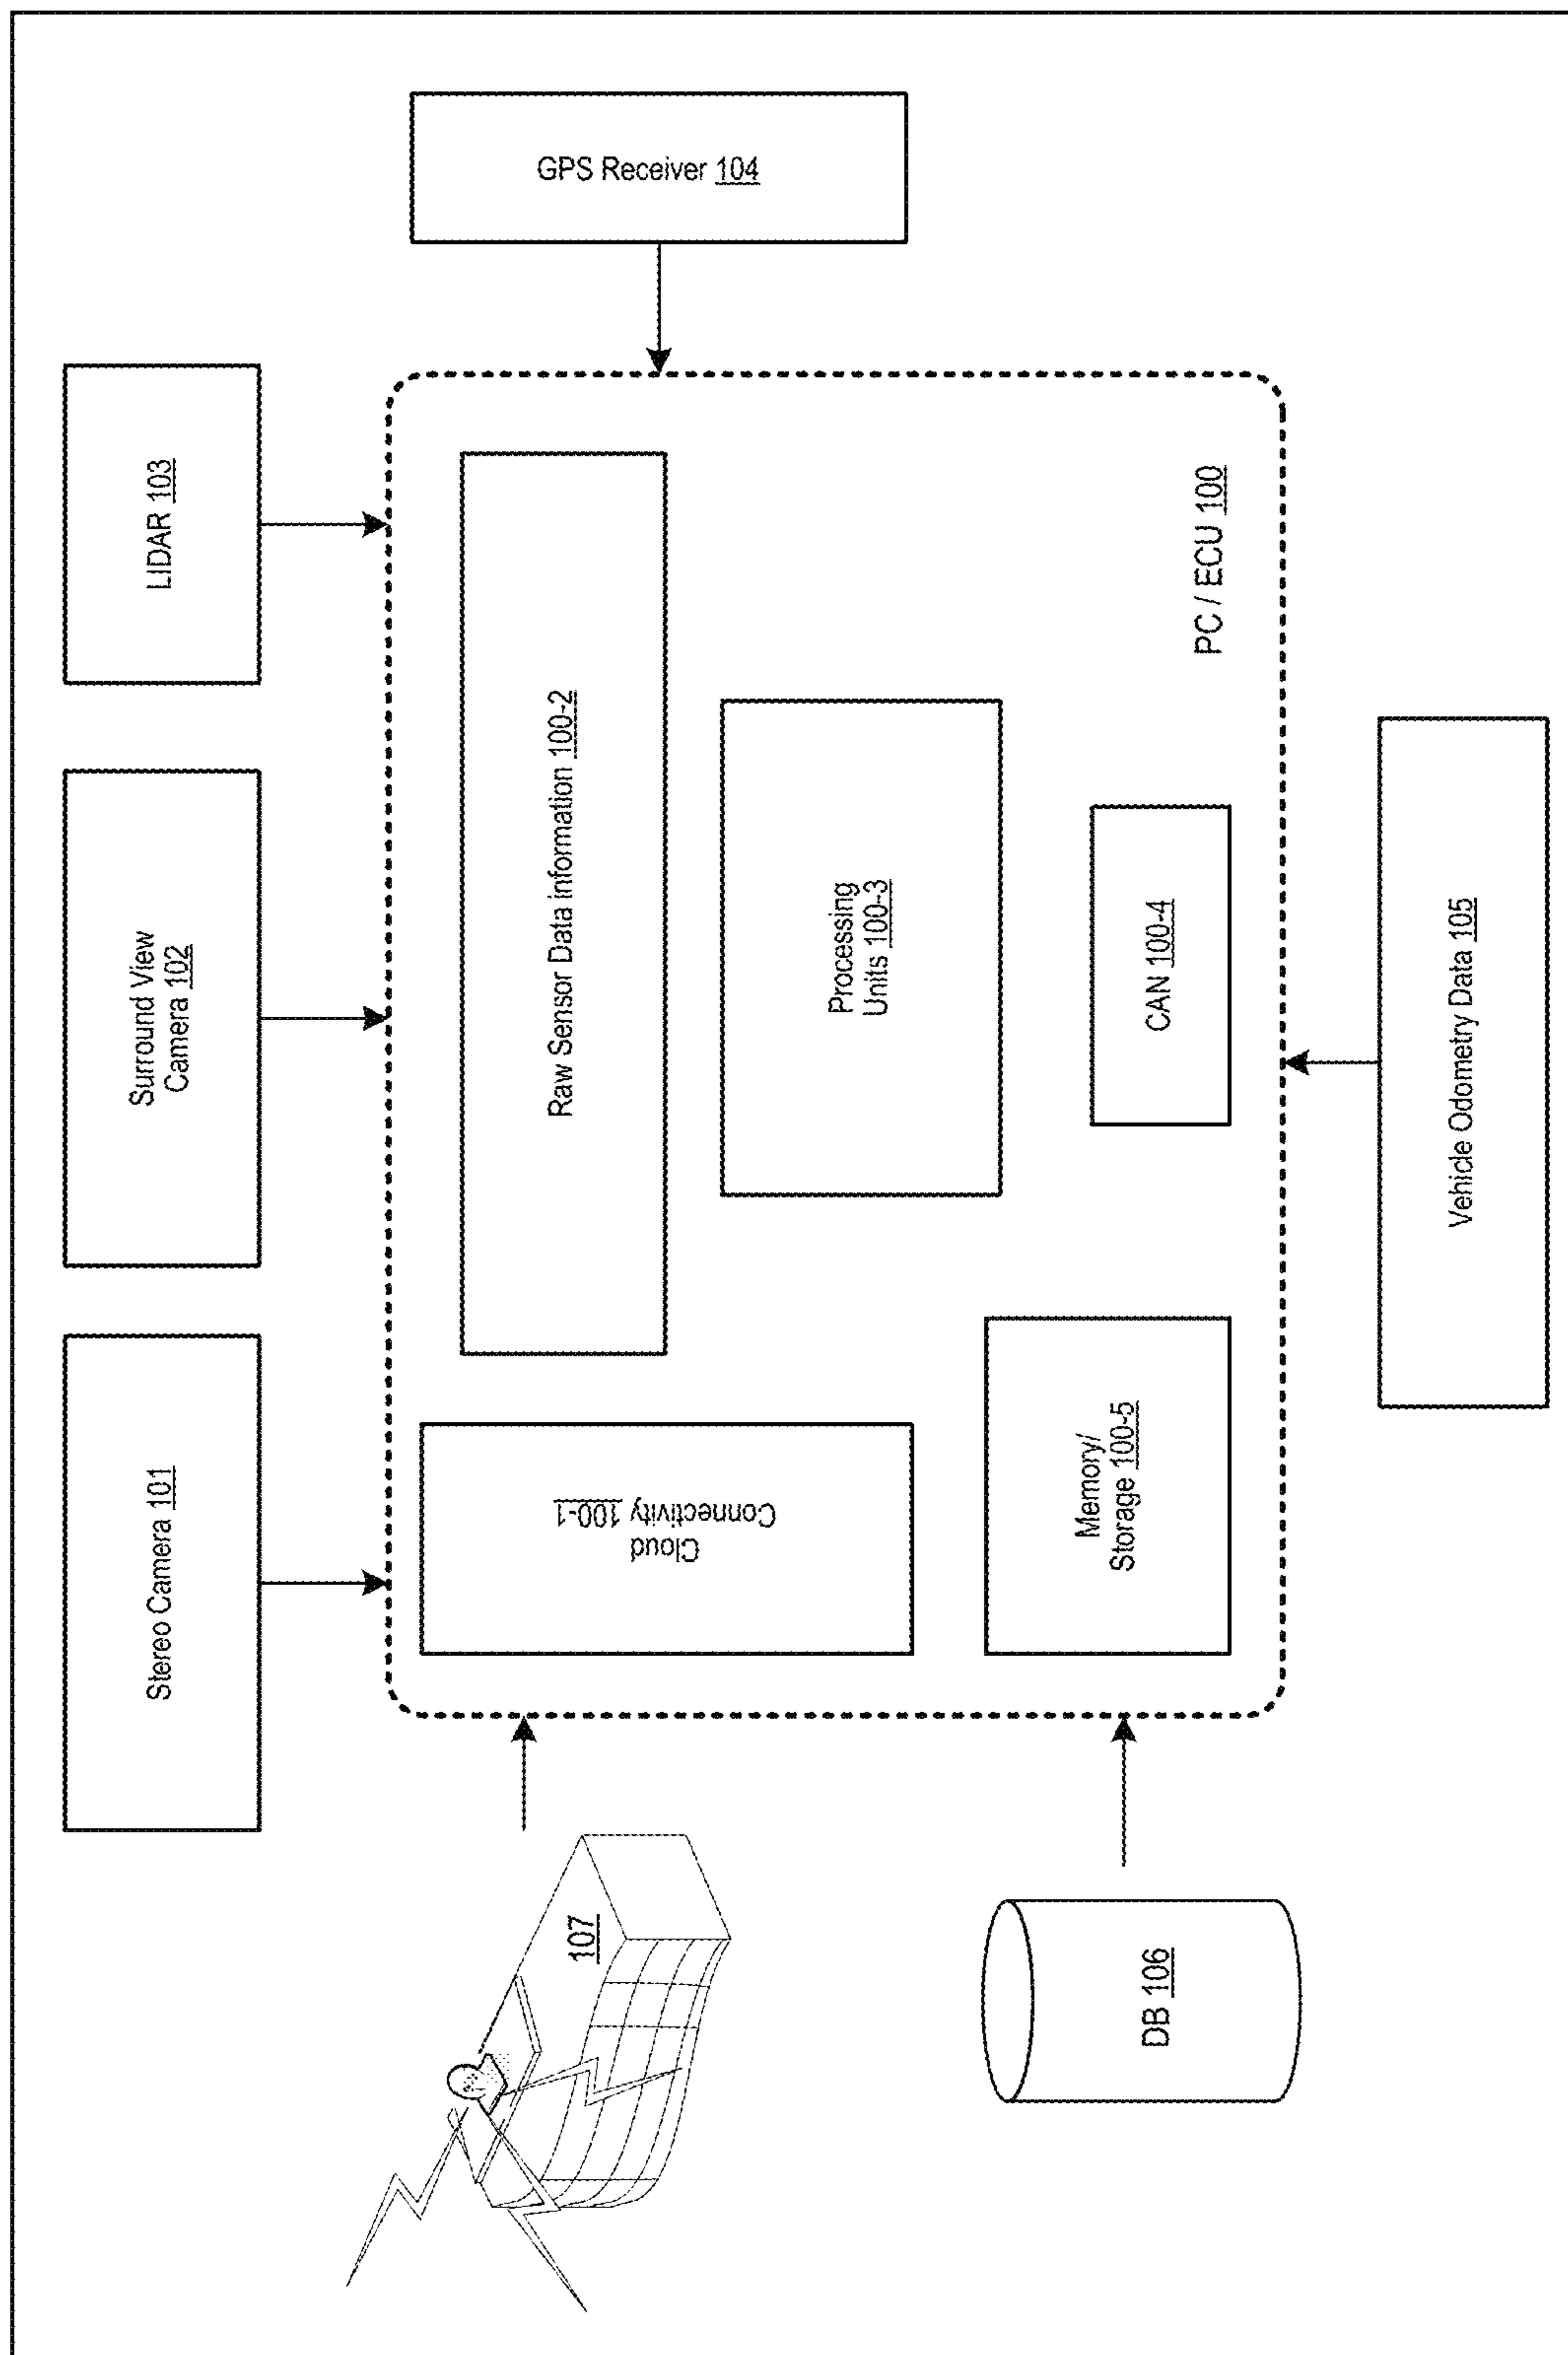 Stereo Camera 101
Surround View
Camera 102
LIDAR 103
GPS Receiver 104
Cloud
Connectivity 100-1
Raw Sensor Data information 100-2
Processing
Units 100-3
CAN 100-4
Memory/
Storage 100-5
PC / ECU 100
107
DB 106
Vehicle Odometry Data 105